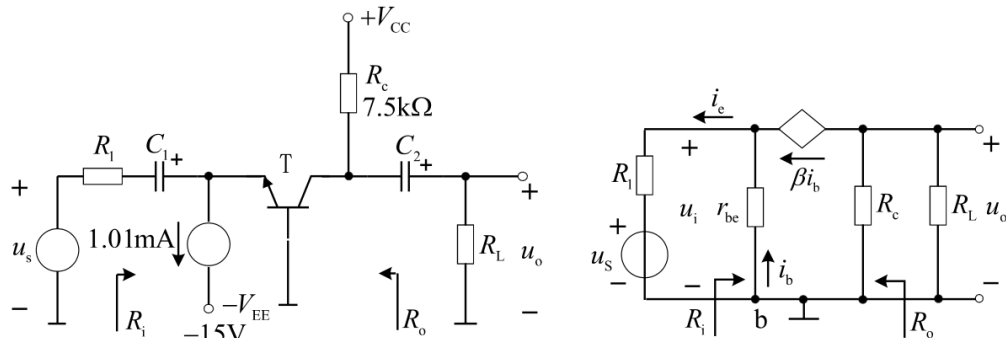 +V_CC
R_c
7.5kΩ
R_1
C_1
+
T
C_2
+
+
u_s
−
1.01mA
R_i
−V_EE
−15V
R_o
R_L
+
u_o
−
i_e
+
βi_b
R_1
u_i
r_be
R_c
R_L
u_o
+
−
+
u_S
−
−
i_b
R_i
b
R_o